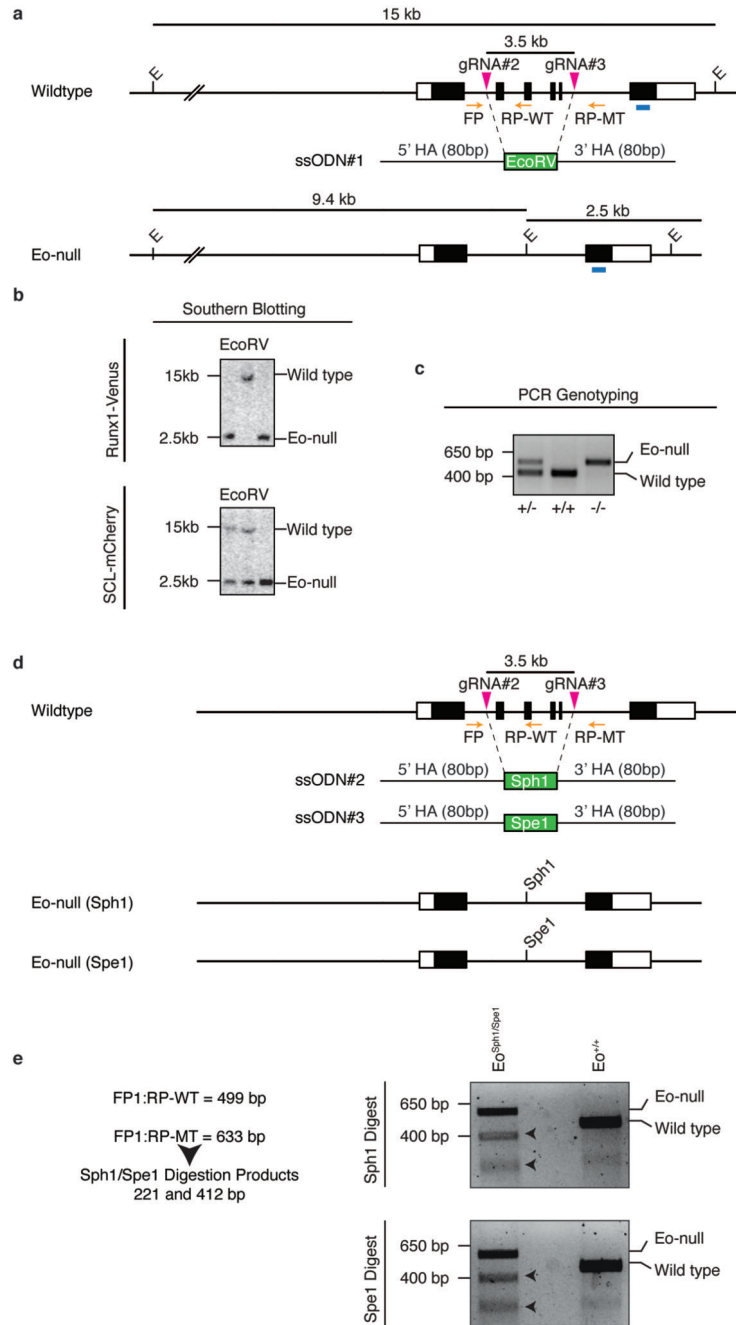 a
15 kb
3.5 kb
gRNA#2 gRNA#3
E E
Wildtype
FP RP-WT RP-MT
5' HA (80bp) 3' HA (80bp)
ssODN#1 EcoRV
9.4 kb
2.5 kb
E E E
Eo-null
b
Southern Blotting
EcoRV
Runx1-Venus
15kb Wild type
2.5kb Eo-null
EcoRV
SCL-mCherry
15kb Wild type
2.5kb Eo-null
c
PCR Genotyping
650 bp Eo-null
400 bp Wild type
+/- +/+ -/-
d
3.5 kb
gRNA#2 gRNA#3
Wildtype
FP RP-WT RP-MT
5' HA (80bp) 3' HA (80bp)
ssODN#2 Sph1
5' HA (80bp) 3' HA (80bp)
ssODN#3 Spe1
Sph1
Eo-null (Sph1)
Spe1
Eo-null (Spe1)
e
FP1:RP-WT = 499 bp
FP1:RP-MT = 633 bp
Sph1/Spe1 Digestion Products
221 and 412 bp
EoSph1/Spe1 Eo+/+
Sph1 Digest
650 bp Eo-null
400 bp Wild type
Spe1 Digest
650 bp Eo-null
400 bp Wild type